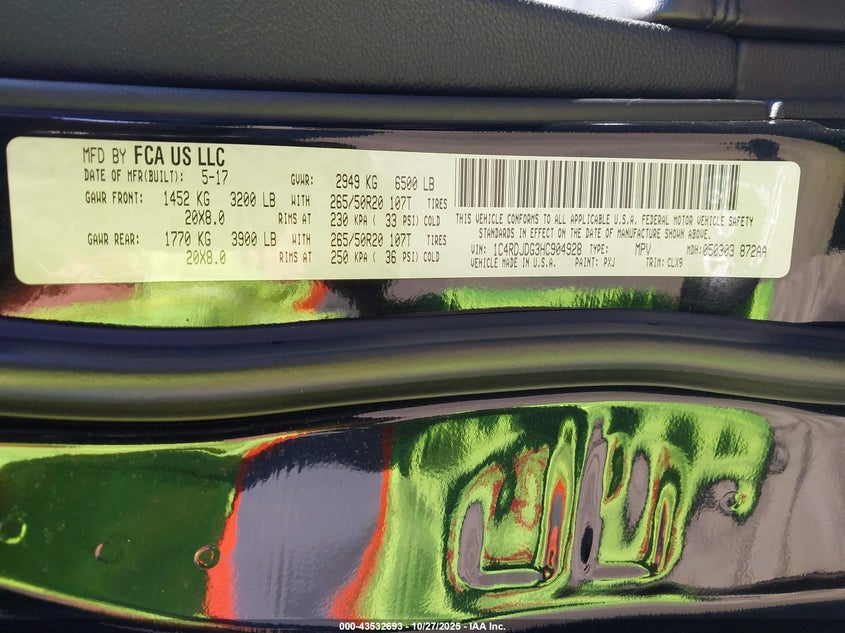 MFD BY FCA US LLC
DATE OF MFR(BUILT): 5-17 GVWR: 2949 KG 6500 LB
GAWR FRONT: 1452 KG 3200 LB WITH 265/50R20 107T TIRES
20X8.0 RIMS AT 230 KPA ( 33 PSI) COLD
GAWR REAR: 1770 KG 3900 LB WITH 265/50R20 107T TIRES
20X8.0 RIMS AT 250 KPA ( 36 PSI) COLD
THIS VEHICLE CONFORMS TO ALL APPLICABLE U.S.A. FEDERAL MOTOR VEHICLE SAFETY
STANDARDS IN EFFECT ON THE DATE OF MANUFACTURE SHOWN ABOVE
VIN: 1C4RDJDG3HC904928 TYPE: MPV MDH: 050303 872AA
VEHICLE MADE IN U.S.A. PAINT: PXJ TRIM: CLX9
000-43532693 - 10/27/2025 - IAA Inc.